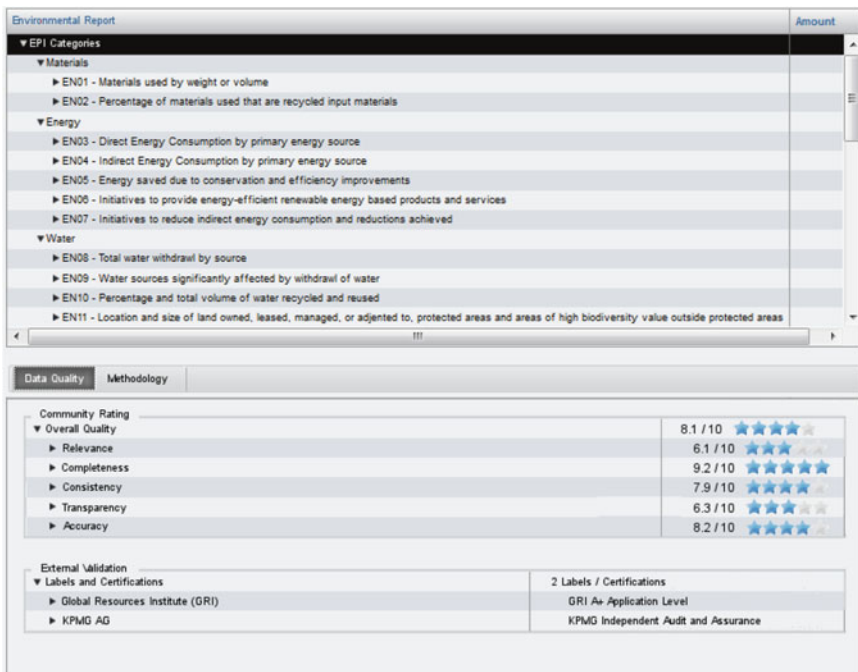 Environmental Report Amount
▼ EPI Categories
▼ Materials
▶ EN01 - Materials used by weight or volume
▶ EN02 - Percentage of materials used that are recycled input materials
▼ Energy
▶ EN03 - Direct Energy Consumption by primary energy source
▶ EN04 - Indirect Energy Consumption by primary energy source
▶ EN05 - Energy saved due to conservation and efficiency improvements
▶ EN06 - Initiatives to provide energy-efficient renewable energy based products and services
▶ EN07 - Initiatives to reduce indirect energy consumption and reductions achieved
▼ Water
▶ EN08 - Total water withdrawl by source
▶ EN09 - Water sources significantly affected by withdrawl of water
▶ EN10 - Percentage and total volume of water recycled and reused
▶ EN11 - Location and size of land owned, leased, managed, or adjented to, protected areas and areas of high biodiversity value outside protected areas
Data Quality Methodology
Community Rating
▼ Overall Quality 8.1 / 10
▶ Relevance 6.1 / 10
▶ Completeness 9.2 / 10
▶ Consistency 7.9 / 10
▶ Transparency 6.3 / 10
▶ Accuracy 8.2 / 10
External Validation
▼ Labels and Certifications 2 Labels / Certifications
▶ Global Resources Institute (GRI) GRI A+ Application Level
▶ KPMG AG KPMG Independent Audit and Assurance